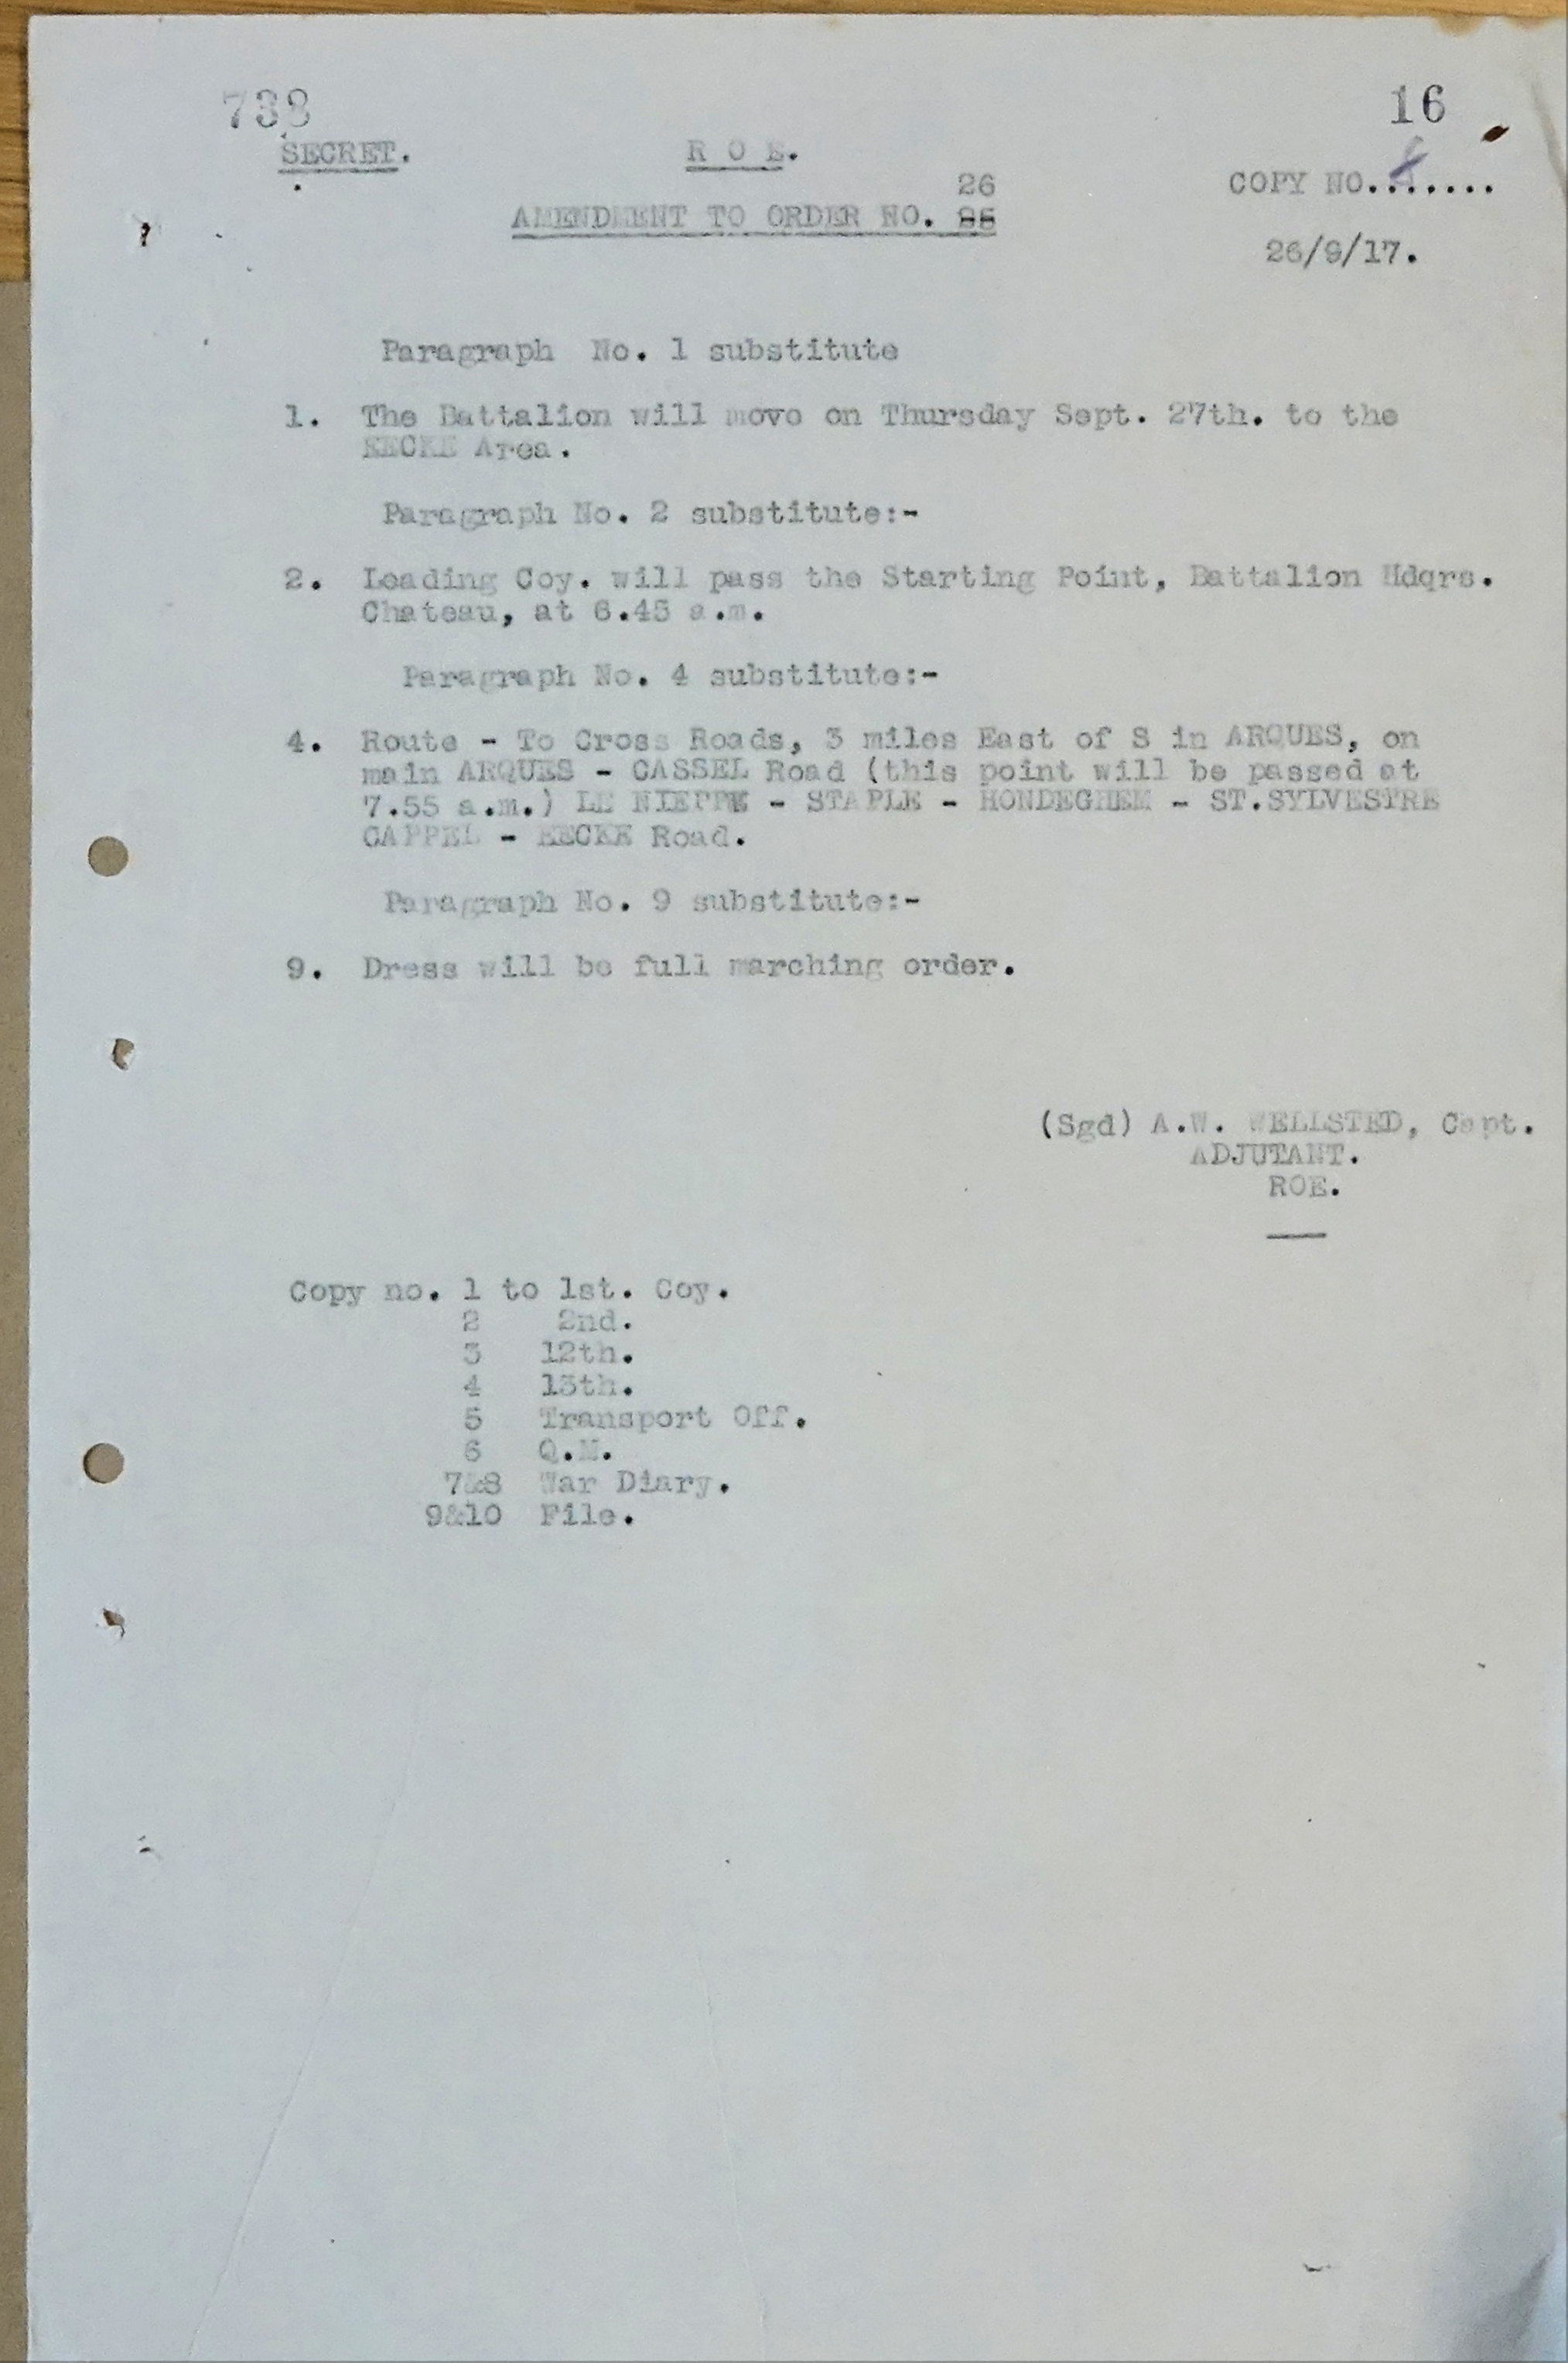 738
16
SECRET.
R O E.
COPY NO.......
26
AMENDMENT TO ORDER NO.
26/9/17.
Paragraph No. 1 substitute
1. The Battalion will move on Thursday Sept. 27th. to the
EECKE Area.
Paragraph No. 2 substitute:-
2. Leading Coy. will pass the Starting Point, Battalion Hdqrs.
Chateau, at 6.45 a.m.
Paragraph No. 4 substitute:-
4. Route - To Cross Roads, 3 miles East of S in ARQUES, on
main ARQUES - CASSEL Road (this point will be passed at
7.55 a.m.) LE NIEPPE - STAPLE - HONDEGHEM - ST.SYLVESTRE
CAPPEL - EECKE Road.
Paragraph No. 9 substitute:-
9. Dress will be full marching order.
(Sgd) A.W. WELLSTED, Capt.
ADJUTANT.
ROE.
Copy no. 1 to 1st. Coy.
2 2nd.
3 12th.
4 13th.
5 Transport Off.
6 Q.M.
7&8 War Diary.
9&10 File.